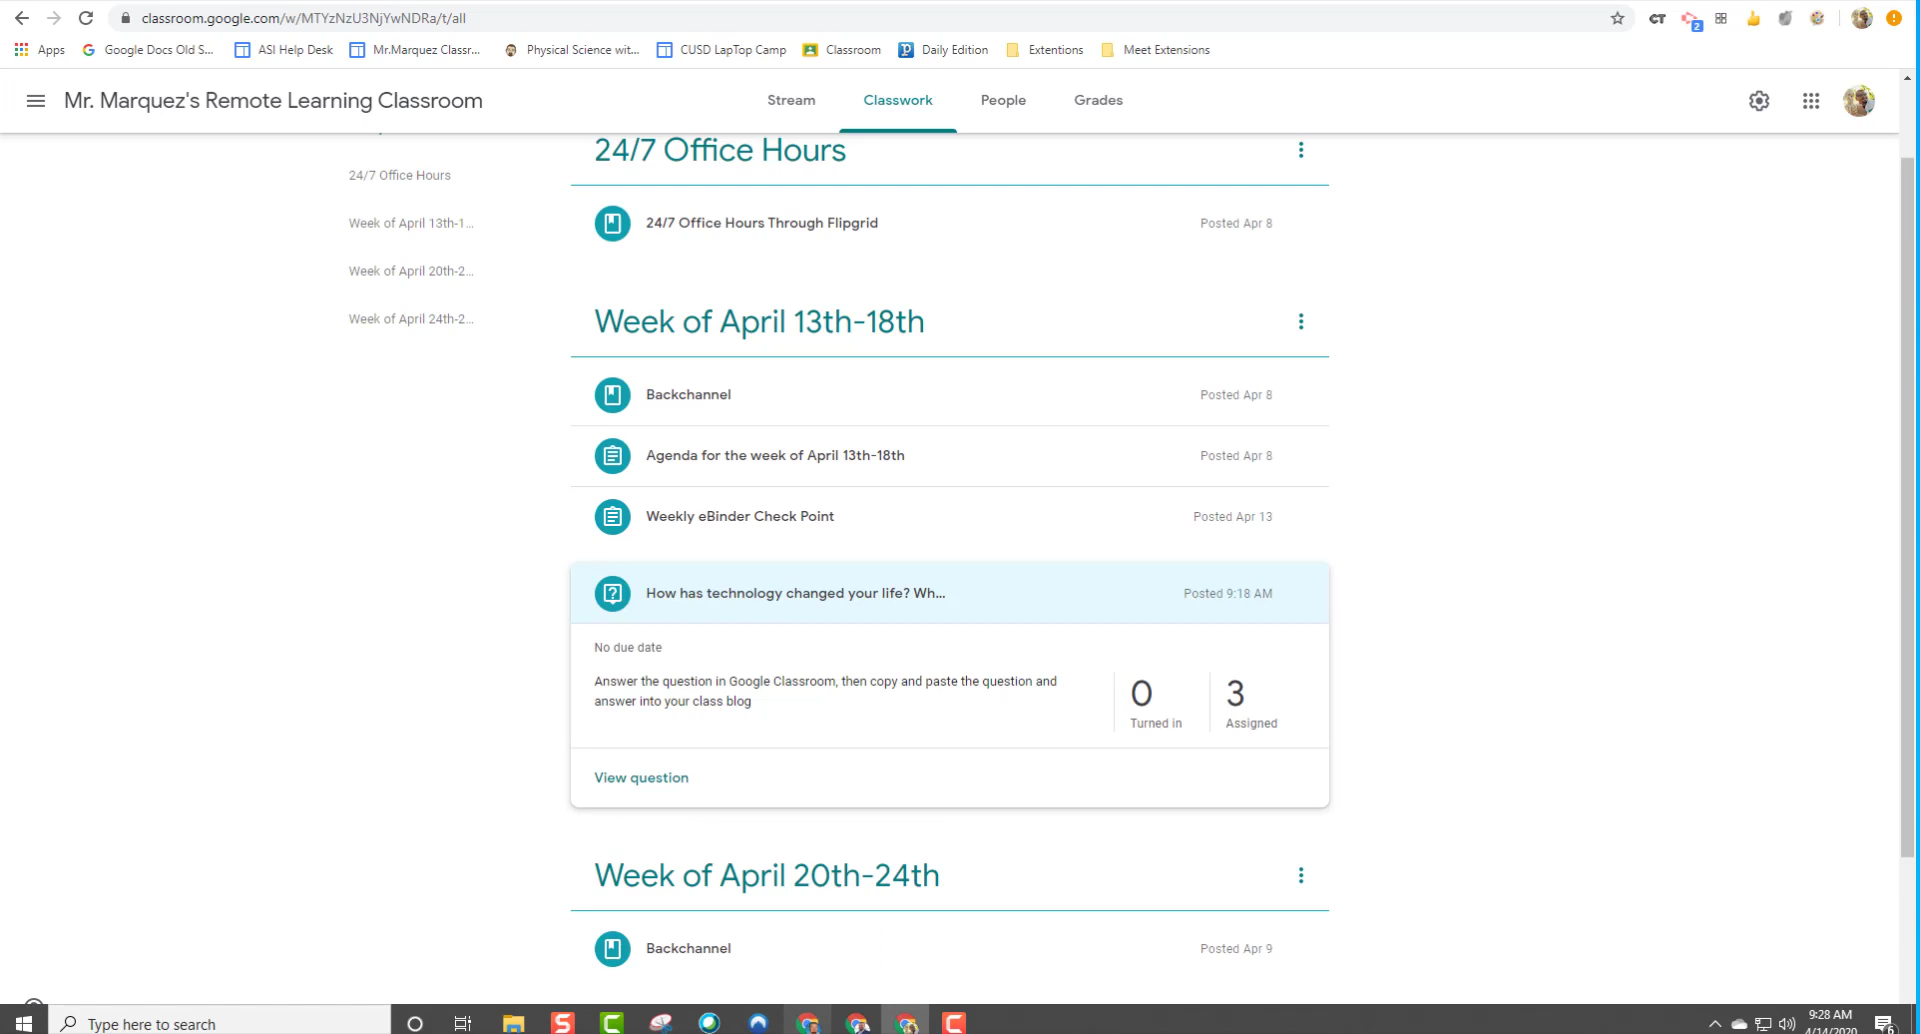 classroom.google.com/w/MTYzNzU3NjYwNDRa/t/all
CT
2
Apps
Google Docs Old S...
ASI Help Desk
Mr.Marquez Classr...
Physical Science wit...
CUSD LapTop Camp
Classroom
Daily Edition
Extentions
Meet Extensions
Mr. Marquez's Remote Learning Classroom
Stream
Classwork
People
Grades
24/7 Office Hours
Week of April 13th-1...
Week of April 20th-2...
Week of April 24th-2...
24/7 Office Hours
24/7 Office Hours Through Flipgrid
Posted Apr 8
Week of April 13th-18th
Backchannel
Posted Apr 8
Agenda for the week of April 13th-18th
Posted Apr 8
Weekly eBinder Check Point
Posted Apr 13
How has technology changed your life? Wh...
Posted 9:18 AM
No due date
Answer the question in Google Classroom, then copy and paste the question and
answer into your class blog
0
Turned in
3
Assigned
View question
Week of April 20th-24th
Backchannel
Posted Apr 9
Type here to search
9:28 AM
4/14/2020
6